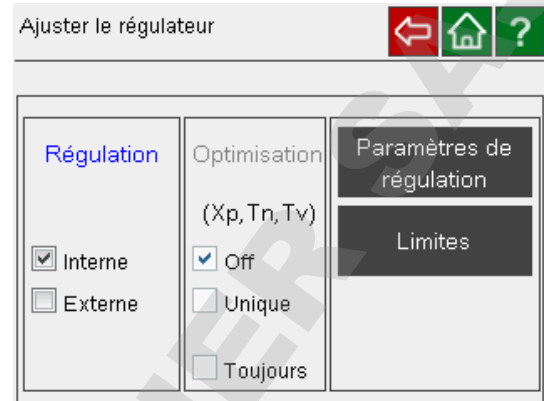 Ajuster le régulateur
?
Régulation
Interne
Externe
Optimisation
(Xp, Tn, Tv)
Off
Unique
Toujours
Paramètres de
régulation
Limites